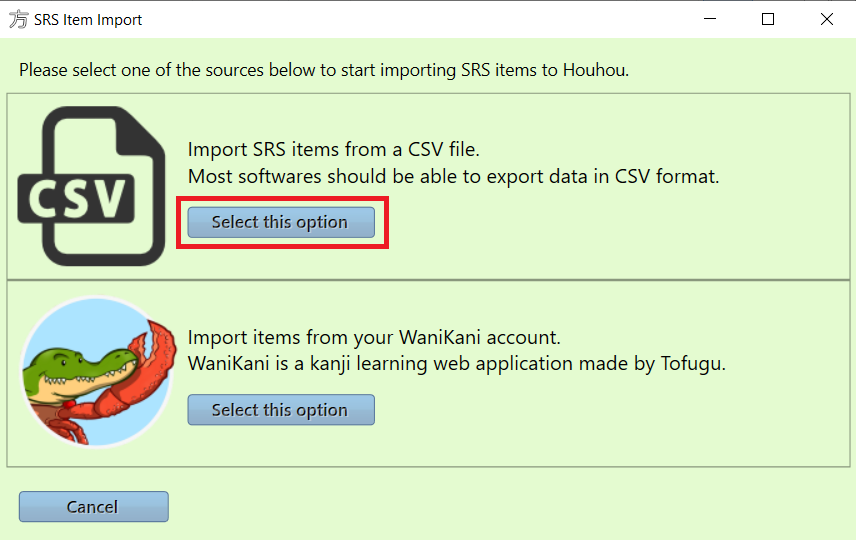 方 SRS Item Import
Please select one of the sources below to start importing SRS items to Houhou.
CSV
Import SRS items from a CSV file.
Most softwares should be able to export data in CSV format.
Select this option
Import items from your WaniKani account.
WaniKani is a kanji learning web application made by Tofugu.
Select this option
Cancel